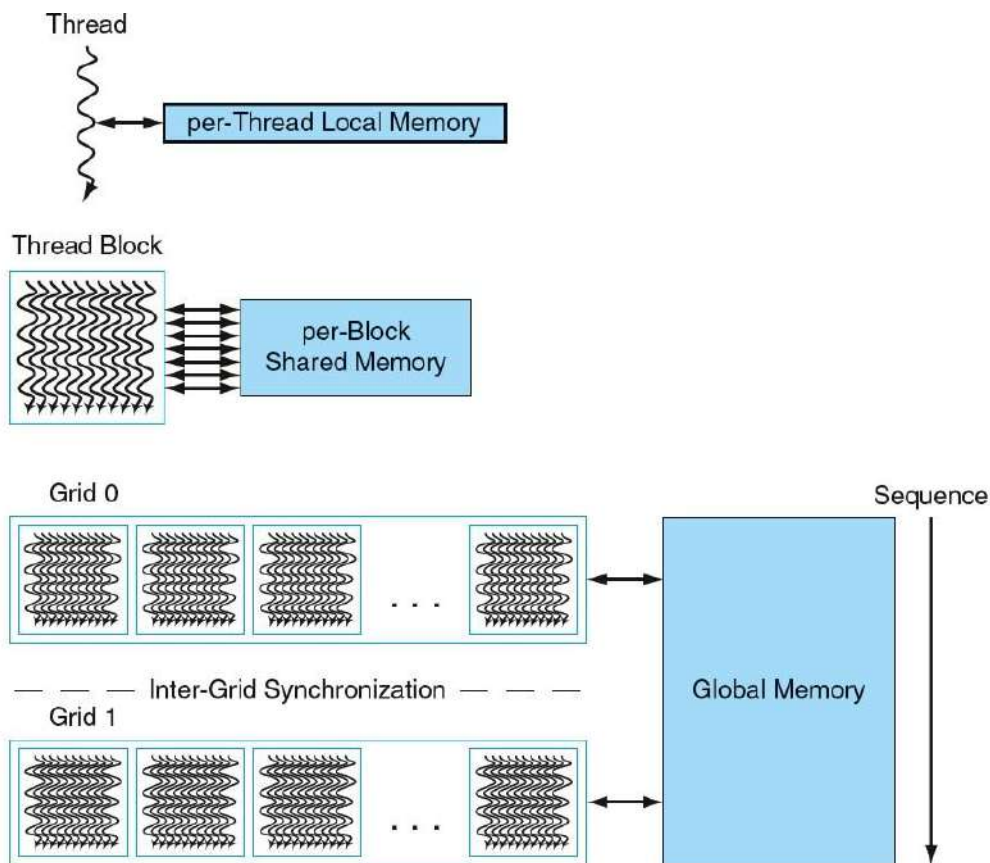 Thread
per-Thread Local Memory
Thread Block
per-Block
Shared Memory
Grid 0
Sequence
. . .
Inter-Grid Synchronization
Global Memory
Grid 1
. . .